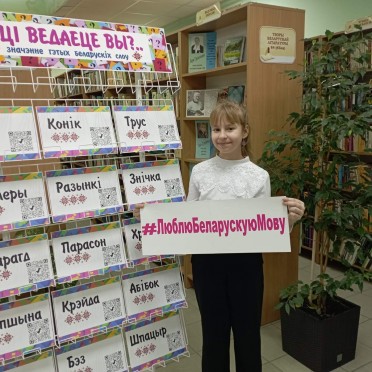 ЦІ ВЕДАЕЦЕ ВЫ?..
значэнне гэтых беларускіх слоў
Конік
Трус
Разынкі
Знічка
#ЛюблюБеларускуюМову
Парасон
Крэйда
Абібок
Бэз
Шпацыр